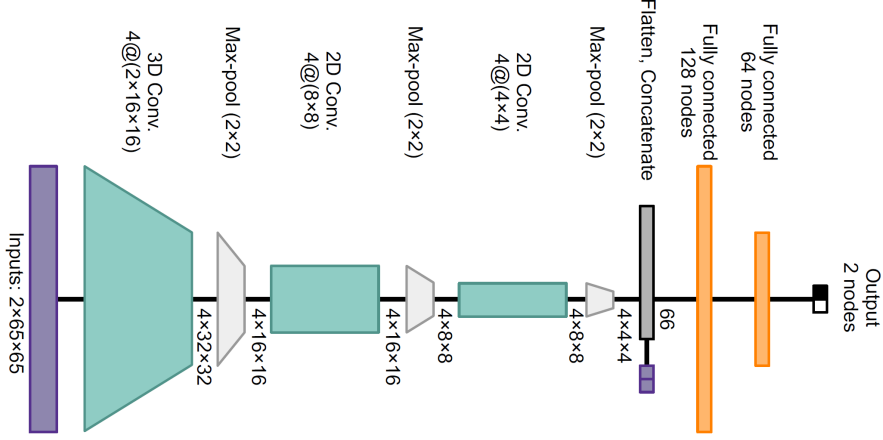 3D Conv.
4@(2×16×16)
Max-pool (2×2)
2D Conv.
4@(8×8)
Max-pool (2×2)
2D Conv.
4@(4×4)
Max-pool (2×2)
Flatten, Concatenate
Fully connected
128 nodes
Fully connected
64 nodes
Output
2 nodes
Inputs: 2×65×65
4×32×32
4×16×16
4×16×16
4×8×8
4×8×8
4×4×4
66